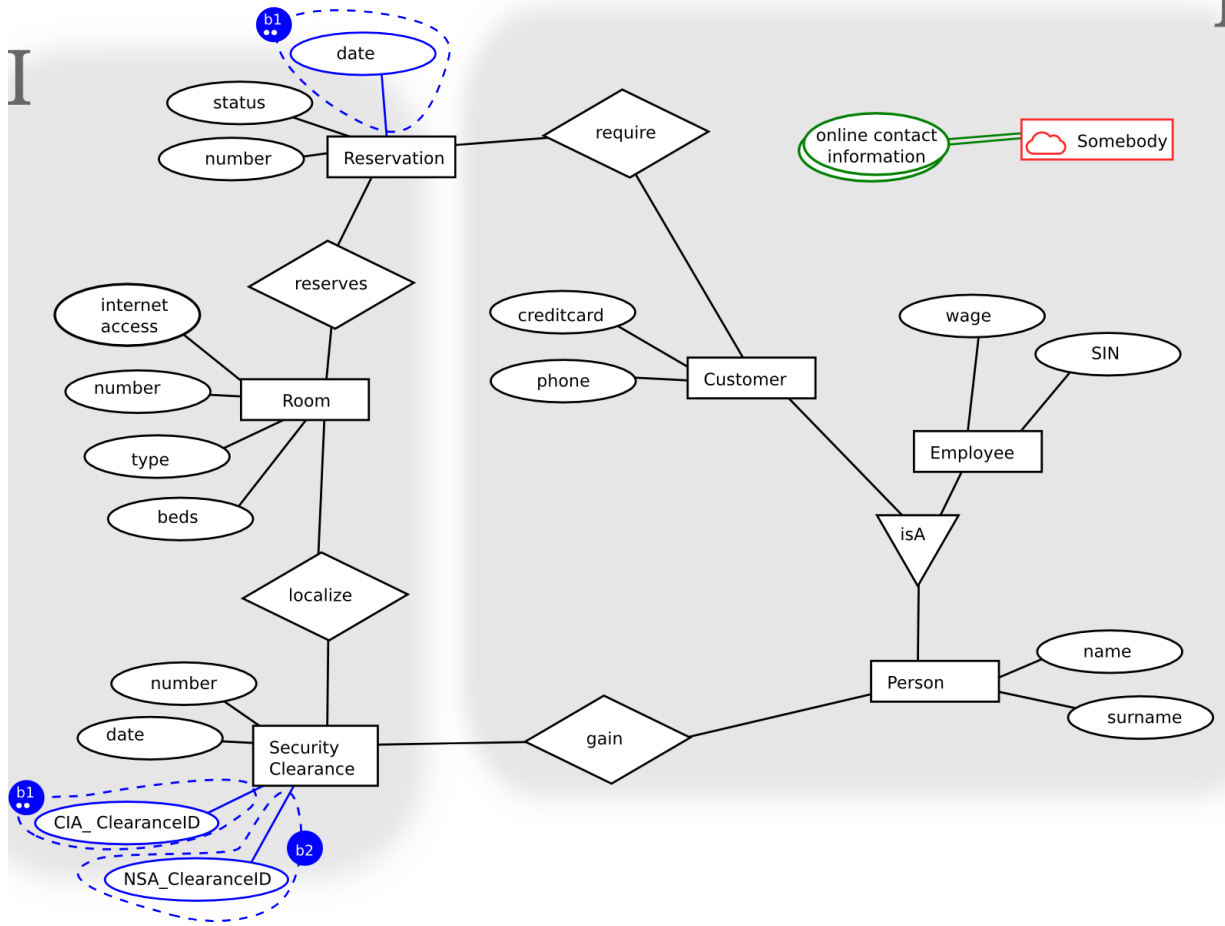 b1
date
I
status
number
Reservation
require
online contact
information
Somebody
reserves
internet
access
number
Room
type
beds
creditcard
phone
Customer
wage
SIN
Employee
isA
localize
number
date
Security
Clearance
gain
Person
name
surname
b1
CIA_ ClearanceID
b2
NSA_ClearanceID